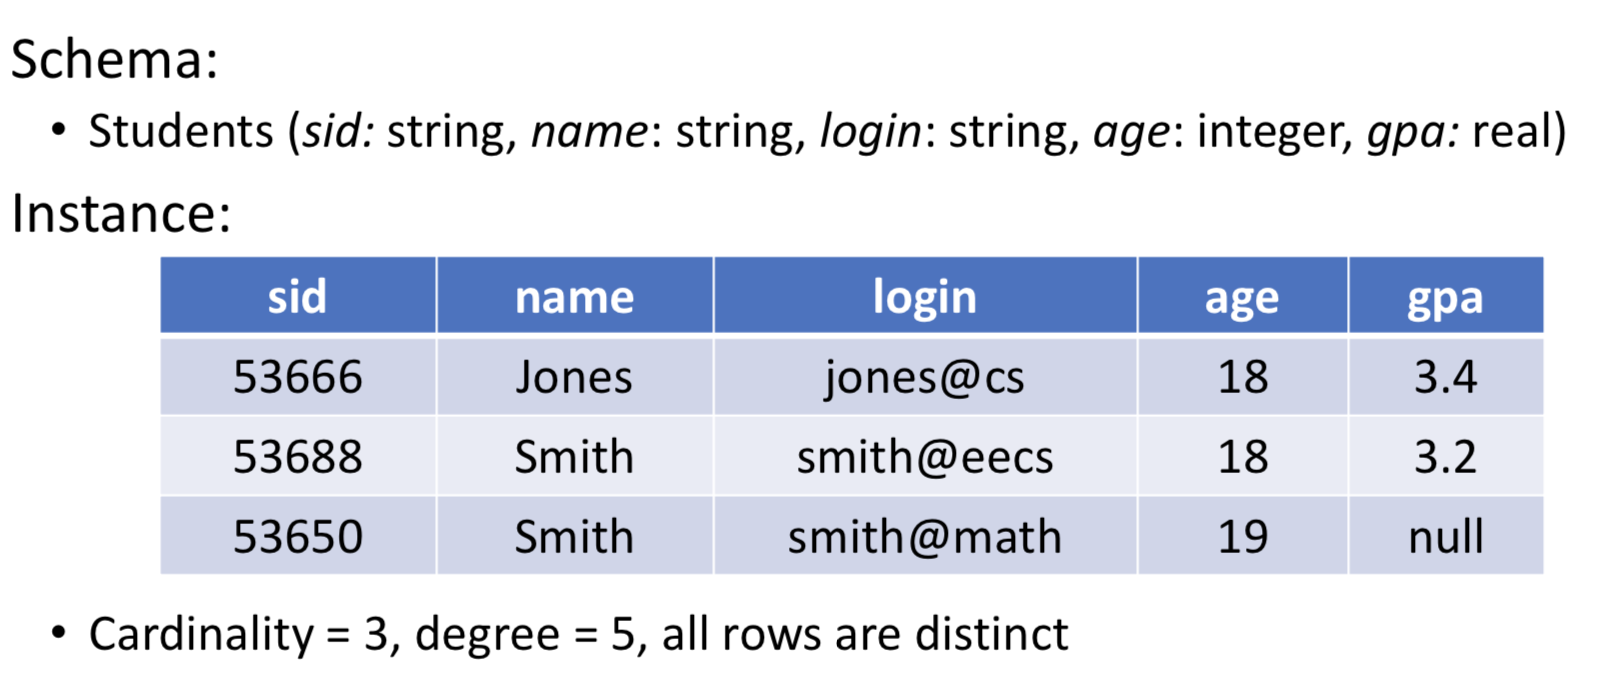 Schema:
• Students (sid: string, name: string, login: string, age: integer, gpa: real)
Instance:
sid name login age gpa
53666 Jones jones@cs 18 3.4
53688 Smith smith@eecs 18 3.2
53650 Smith smith@math 19 null
• Cardinality = 3, degree = 5, all rows are distinct